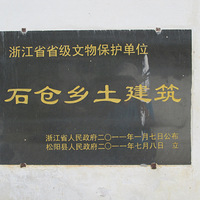 浙江省省级文物保护单位
石仓乡土建筑
浙江省人民政府二〇一一年一月七日公布
松阳县人民政府二〇一一年七月八日 立